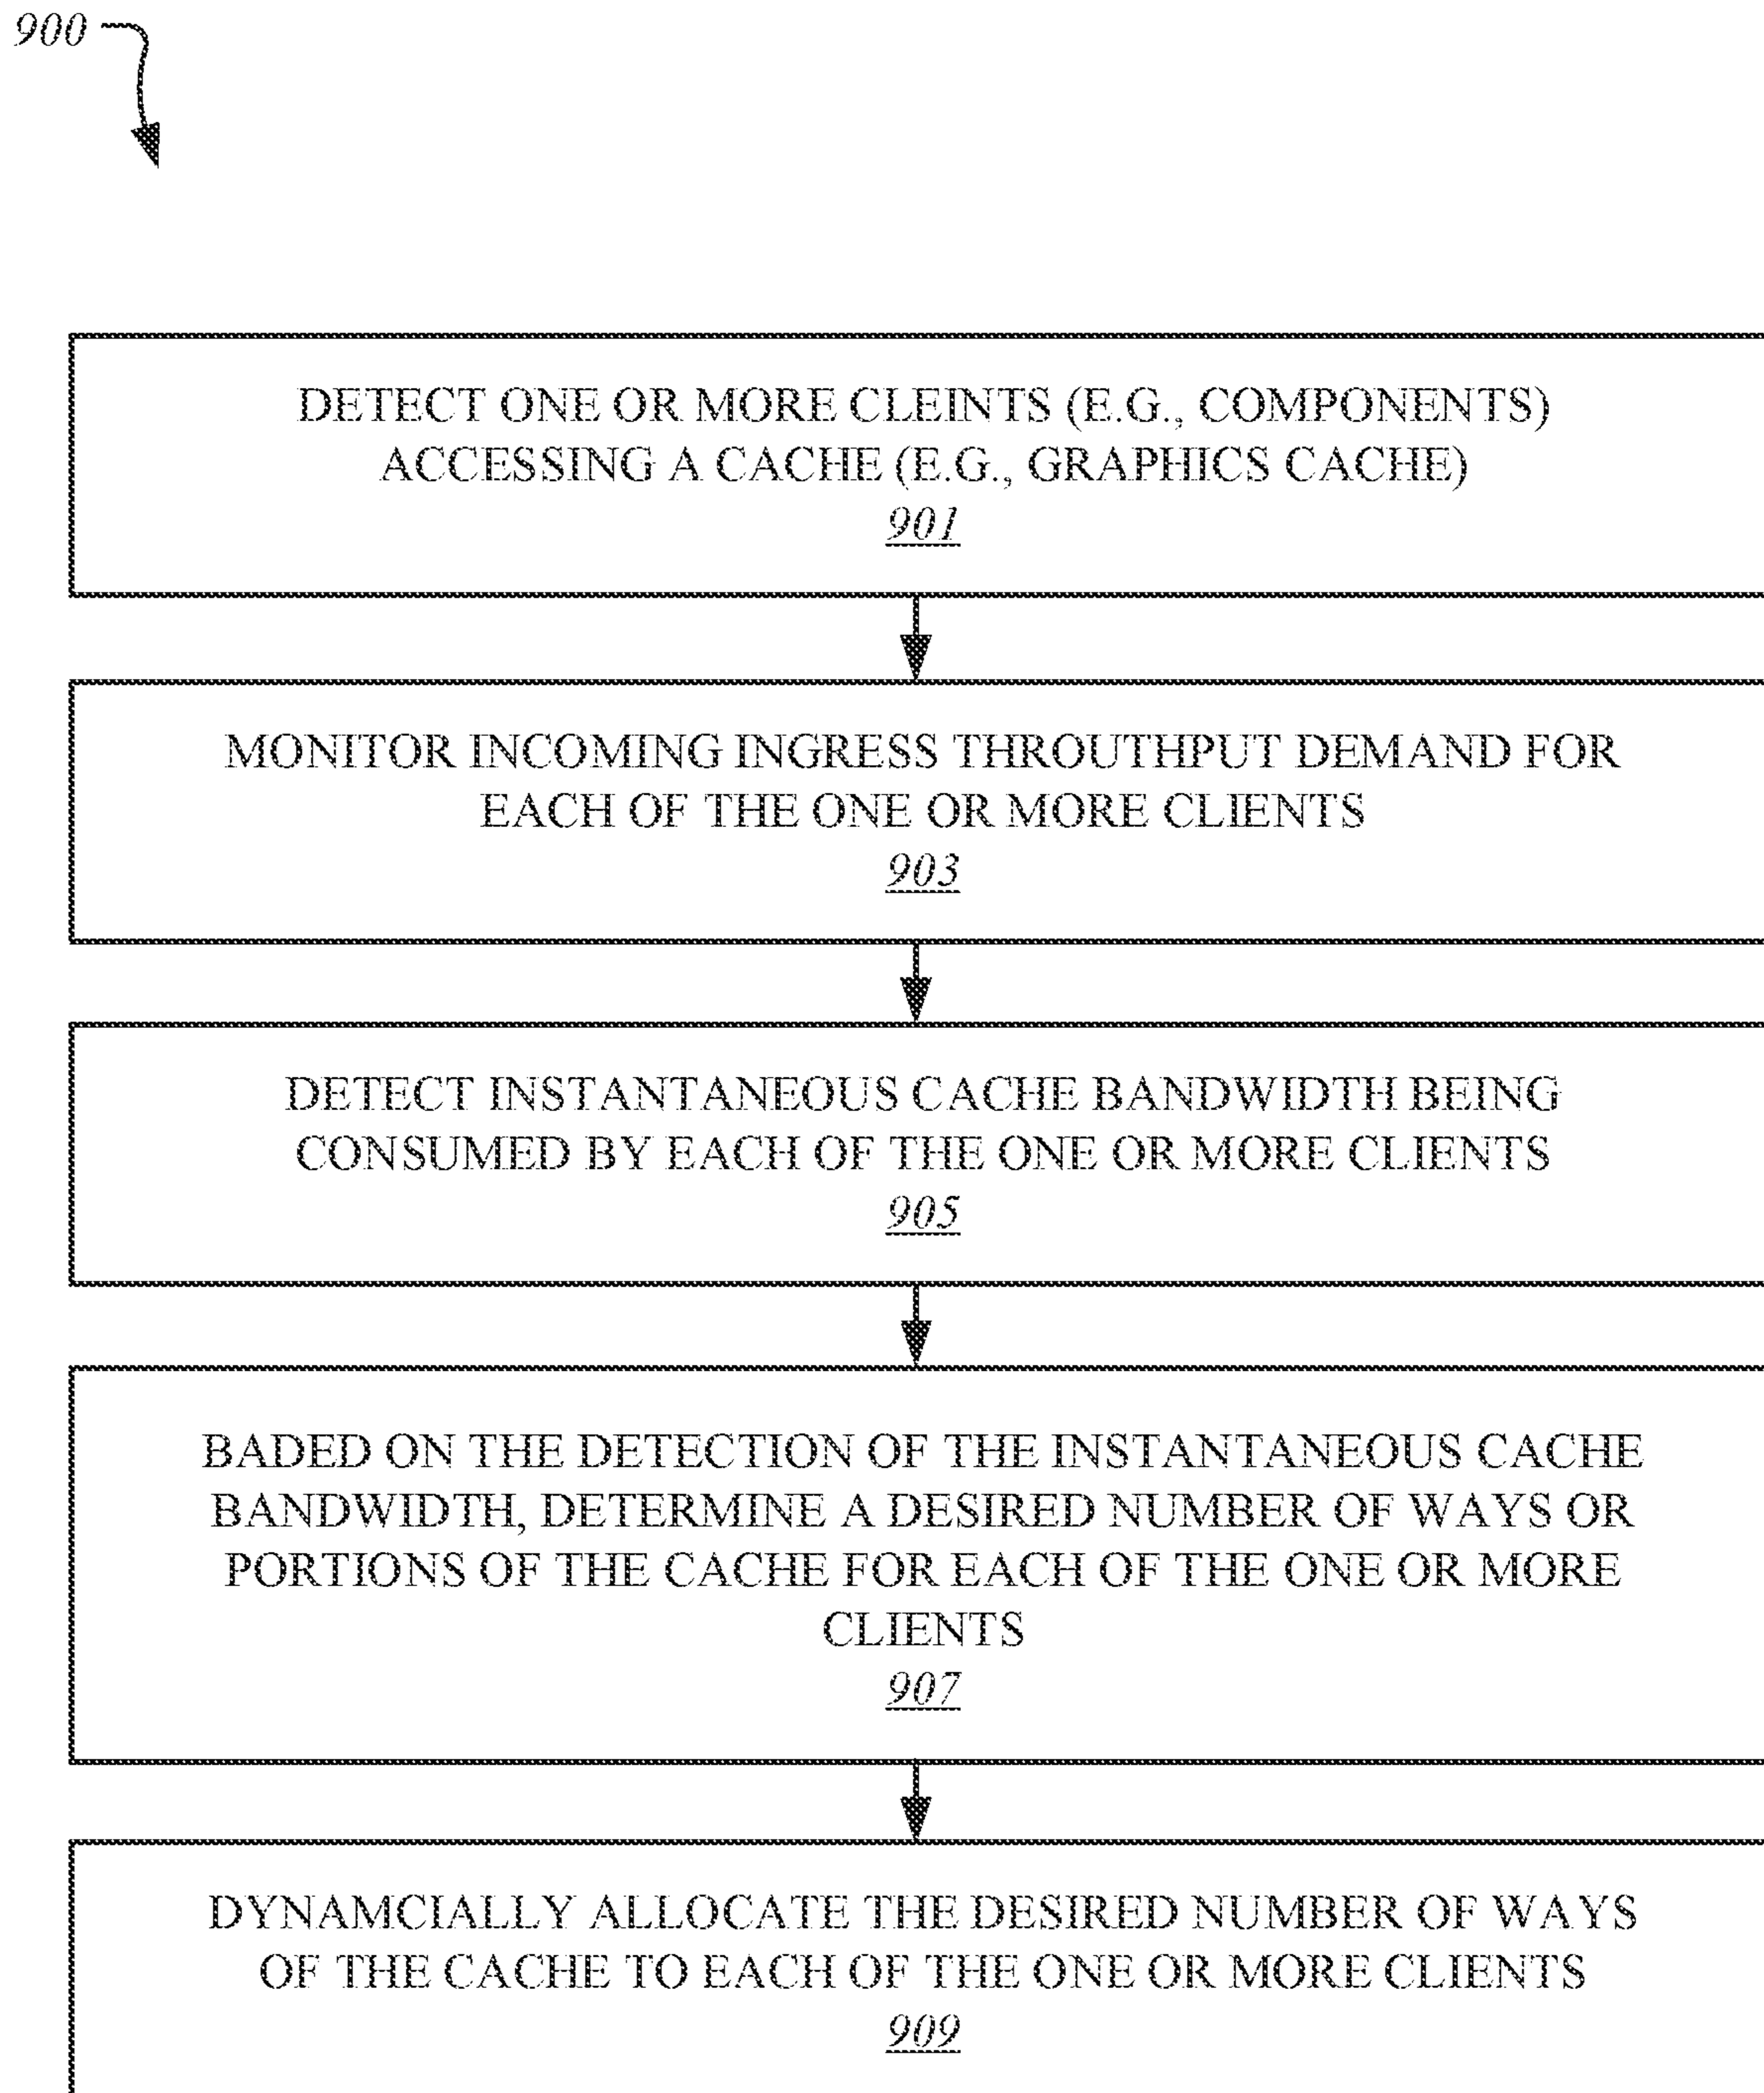 900
DETECT ONE OR MORE CLEINTS (E.G., COMPONENTS)
ACCESSING A CACHE (E.G., GRAPHICS CACHE)
901
MONITOR INCOMING INGRESS THROUTHPUT DEMAND FOR
EACH OF THE ONE OR MORE CLIENTS
903
DETECT INSTANTANEOUS CACHE BANDWIDTH BEING
CONSUMED BY EACH OF THE ONE OR MORE CLIENTS
905
BADED ON THE DETECTION OF THE INSTANTANEOUS CACHE
BANDWIDTH, DETERMINE A DESIRED NUMBER OF WAYS OR
PORTIONS OF THE CACHE FOR EACH OF THE ONE OR MORE
CLIENTS
907
DYNAMCIALLY ALLOCATE THE DESIRED NUMBER OF WAYS
OF THE CACHE TO EACH OF THE ONE OR MORE CLIENTS
909